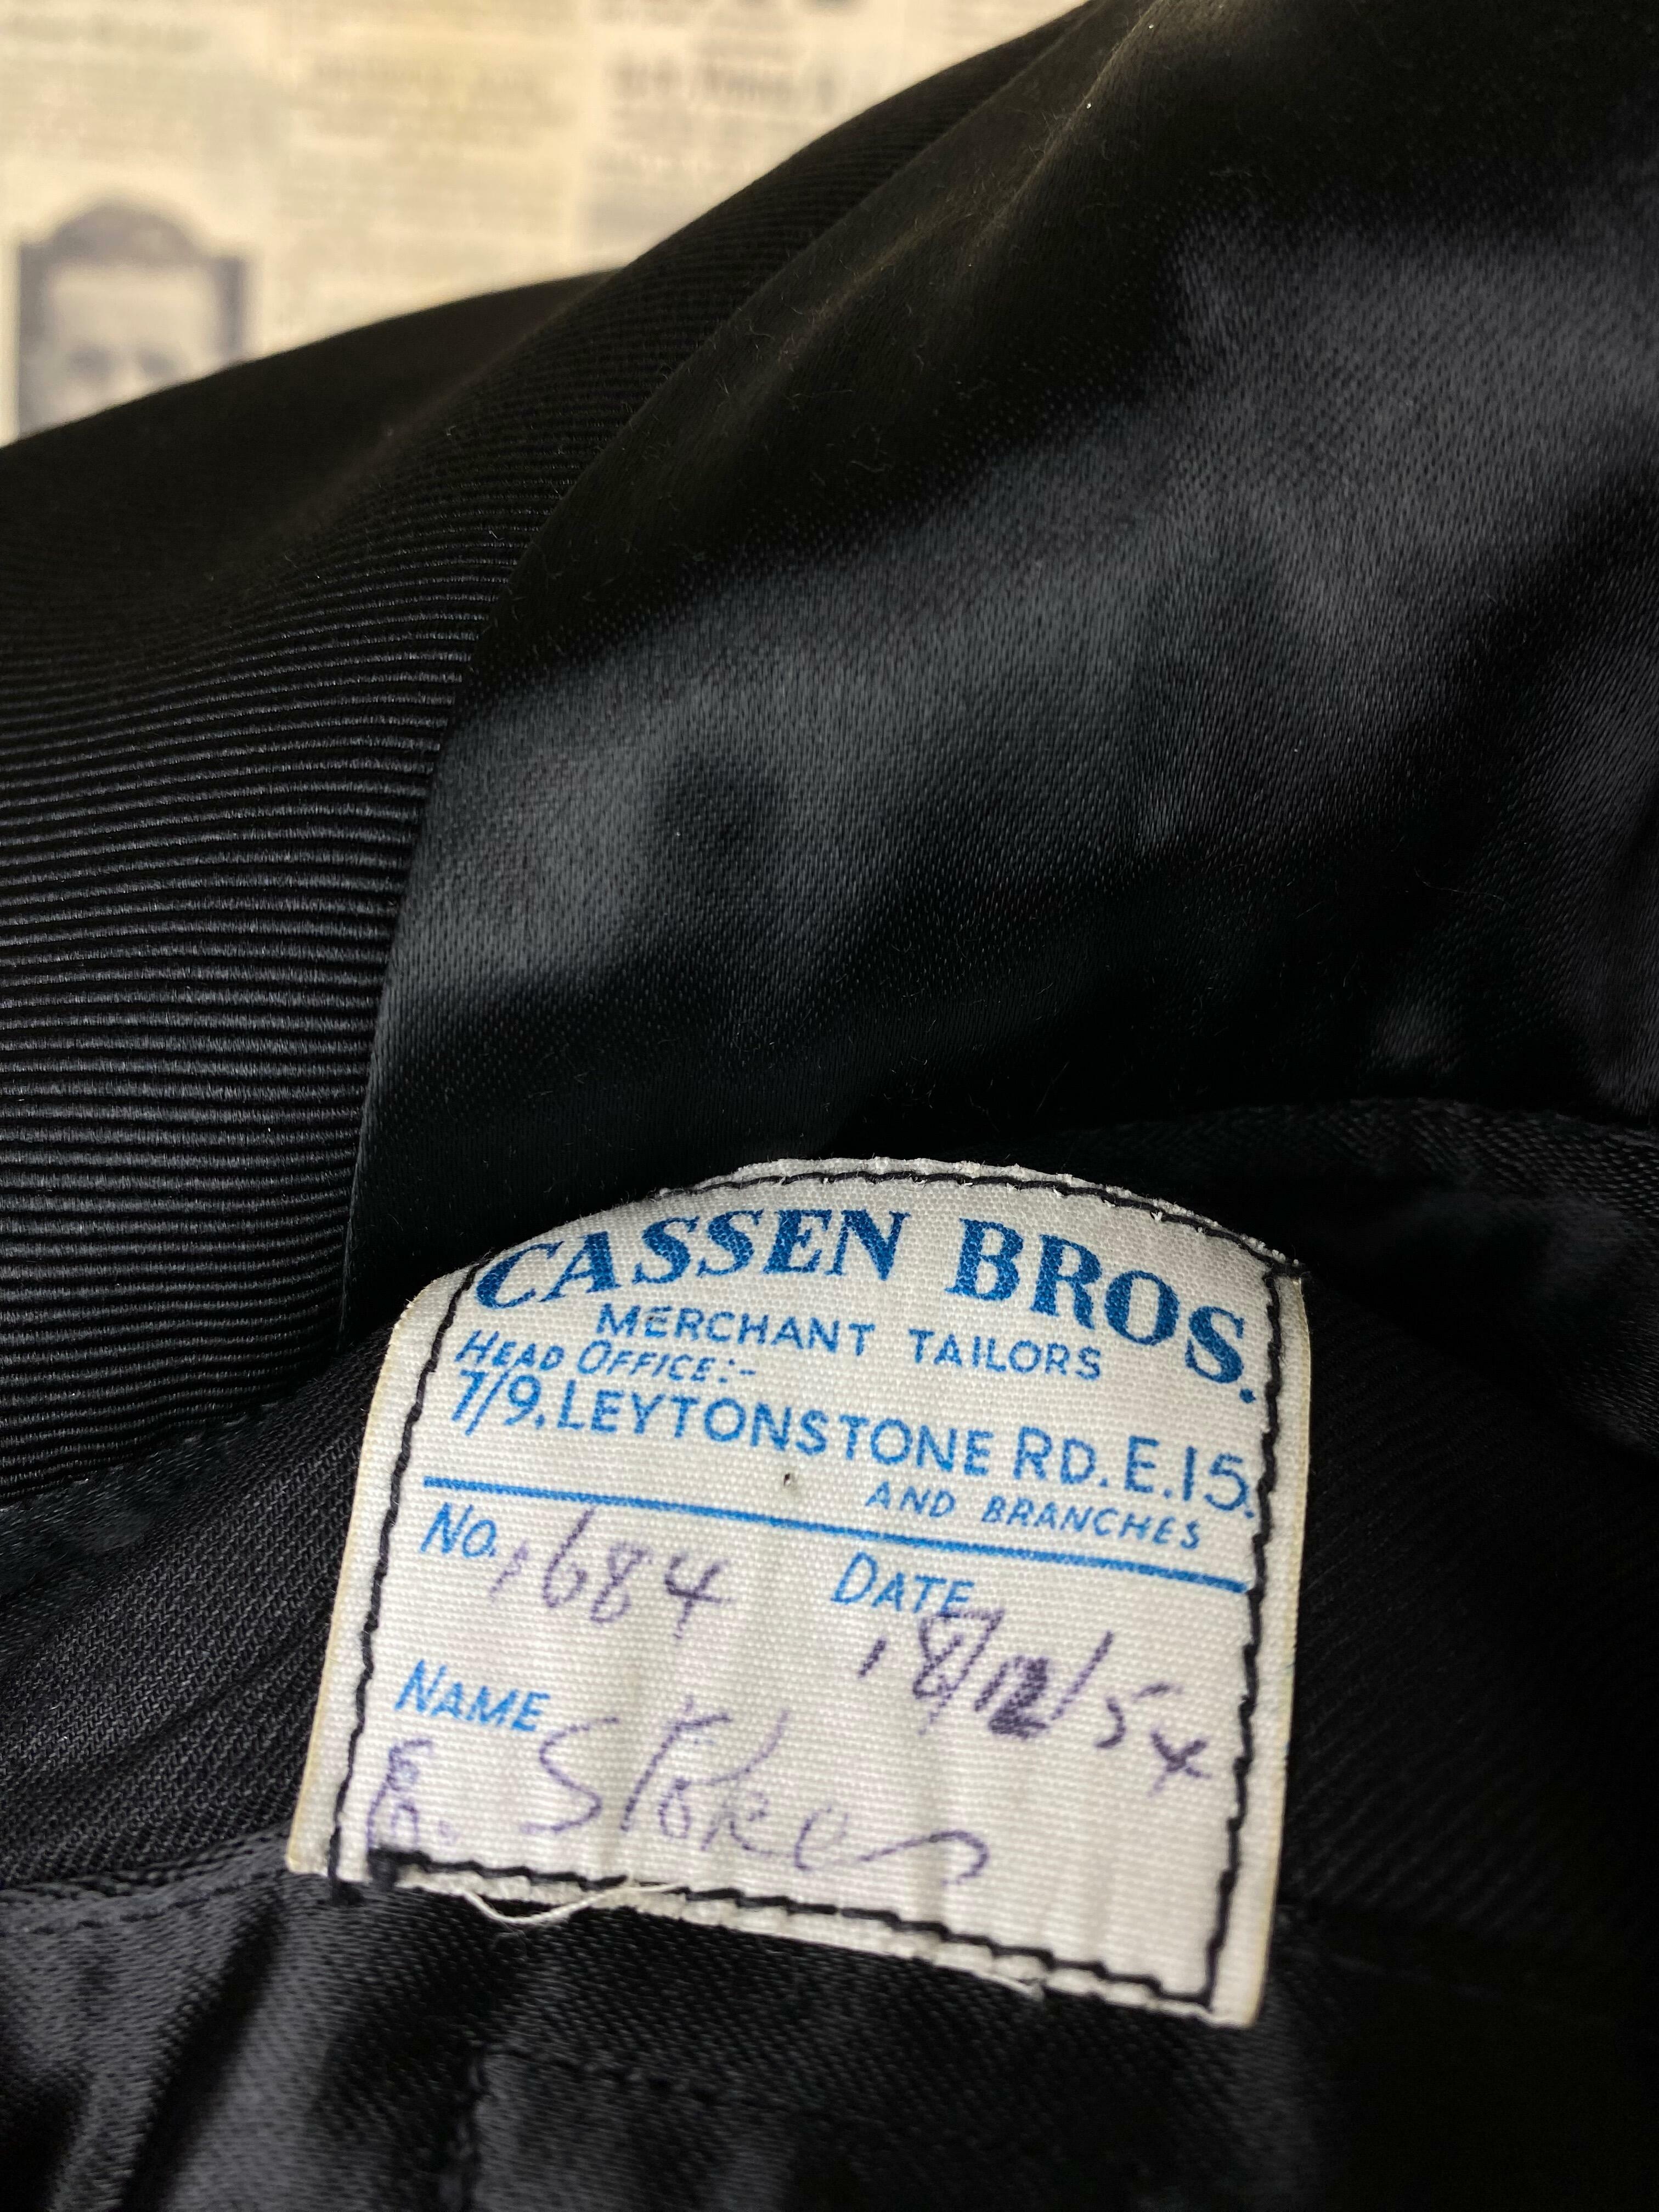 CASSEN BROS.
MERCHANT TAILORS
HEAD OFFICE:-
7/9, LEYTONSTONE RD. E.15.
AND BRANCHES
No. 1684 DATE 18/12/54
NAME
Stokes